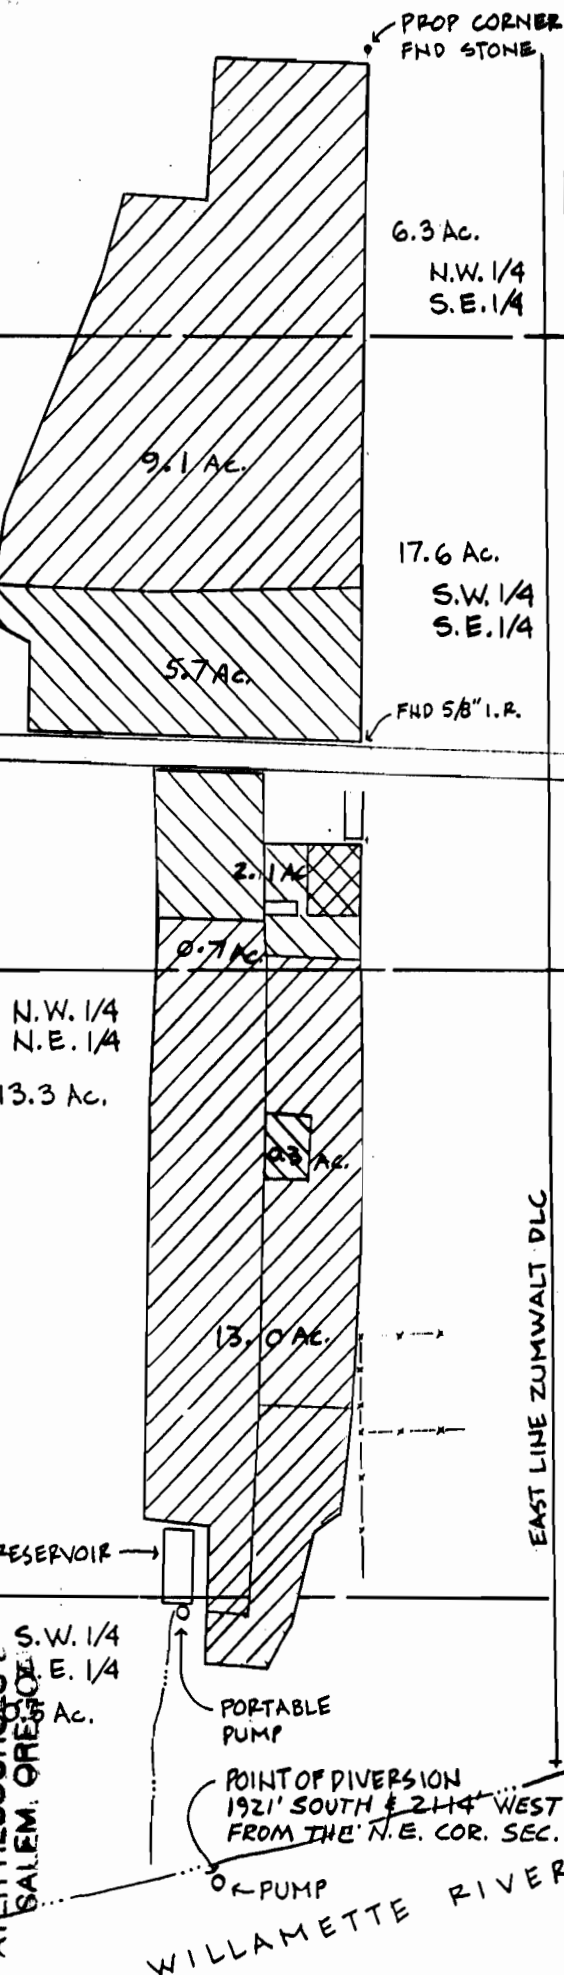 PROP CORNER
FND STONE
6.3 Ac.
N.W. 1/4
S.E. 1/4
9.1 Ac.
17.6 Ac.
S.W. 1/4
S.E. 1/4
5.7 Ac.
FND 5/8" I.R.
2.1 Ac
0.7 Ac.
N.W. 1/4
N.E. 1/4
13.3 Ac.
0.3 Ac.
13.0 Ac.
EAST LINE ZUMWALT DLC
RESERVOIR
S.W. 1/4
E. 1/4
Ac.
SALEM, OREGON
PORTABLE
PUMP
POINT OF DIVERSION
1921' SOUTH & 2114' WEST
FROM THE N.E. COR. SEC.
PUMP
WILLAMETTE RIVER